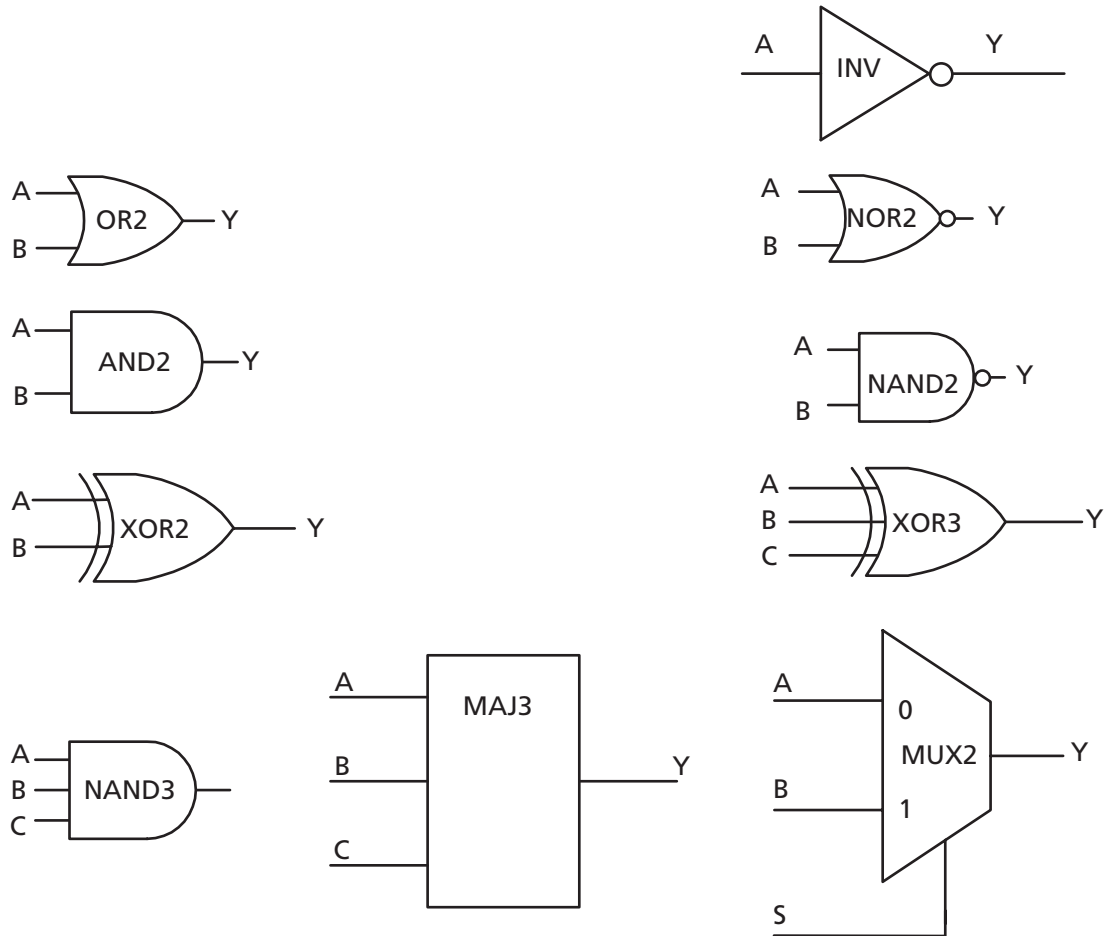 A INV Y
A OR2 Y
B
A NOR2 Y
B
A AND2 Y
B
A NAND2 Y
B
A XOR2 Y
B
A
B XOR3 Y
C
A
B NAND3
C
A MAJ3
B Y
C
A 0
MUX2 Y
B 1
S